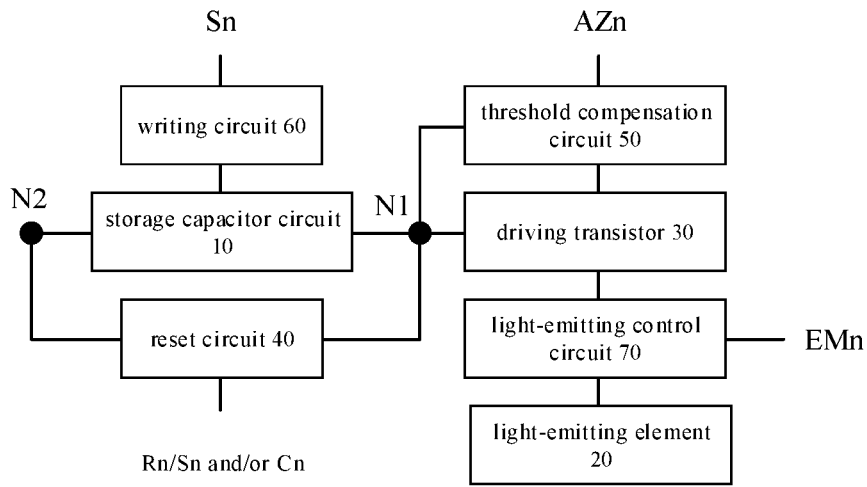 Sn
AZn
writing circuit 60
threshold compensation
circuit 50
N2
storage capacitor circuit
10
N1
driving transistor 30
reset circuit 40
light-emitting control
circuit 70
EMn
light-emitting element
20
Rn/Sn and/or Cn